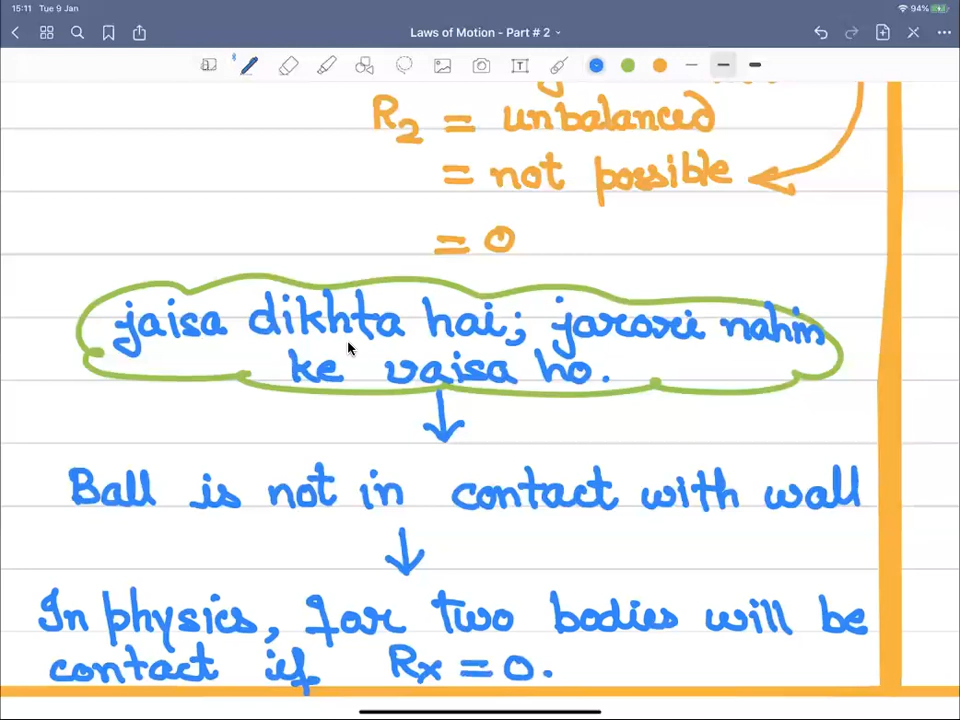 15:11 Tue 9 Jan
94%
Laws of Motion - Part # 2
R2 = unbalanced
= not possible
= 0
jaisa dikhta hai; jaroori nahin
ke vaisa ho.
Ball is not in contact with wall
In physics, for two bodies will be
contact if Rx = 0.